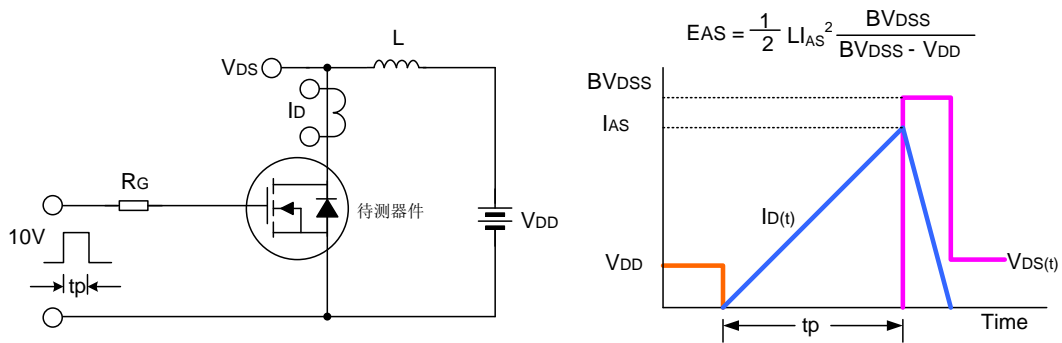 VDS
L
ID
RG
待测器件
10V
VDD
tp
EAS = 1/2 LIAS² BVDSS / BVDSS - VDD
BVDSS
IAS
ID(t)
VDD
VDS(t)
tp
Time